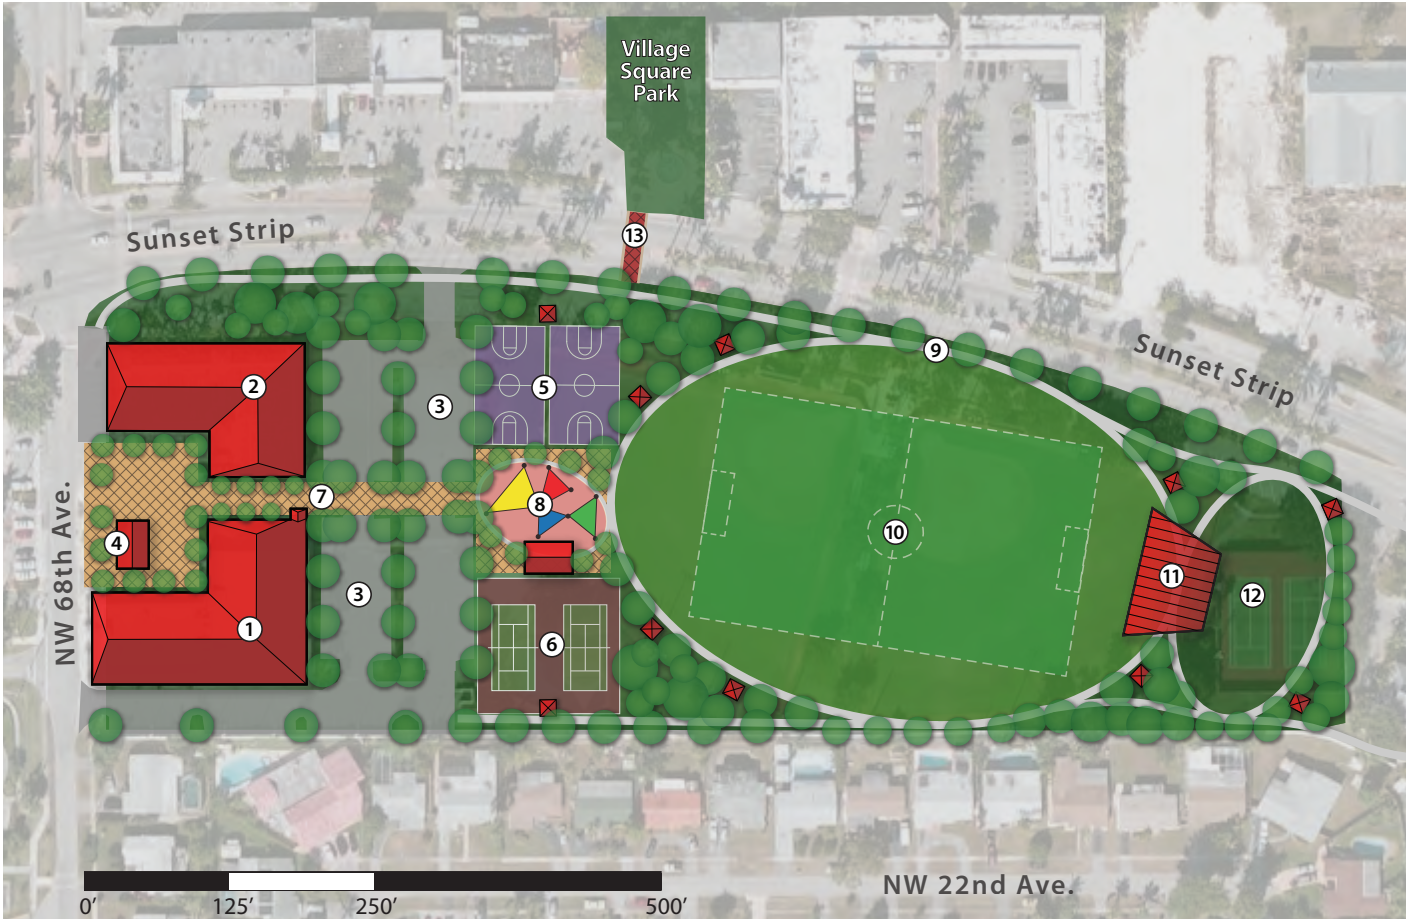 Village
Square
Park
13
Sunset Strip
9
Sunset Strip
2
3
5
7
8
10
4
11
12
3
1
6
NW 68th Ave.
0’
125’
250’
500’
NW 22nd Ave.